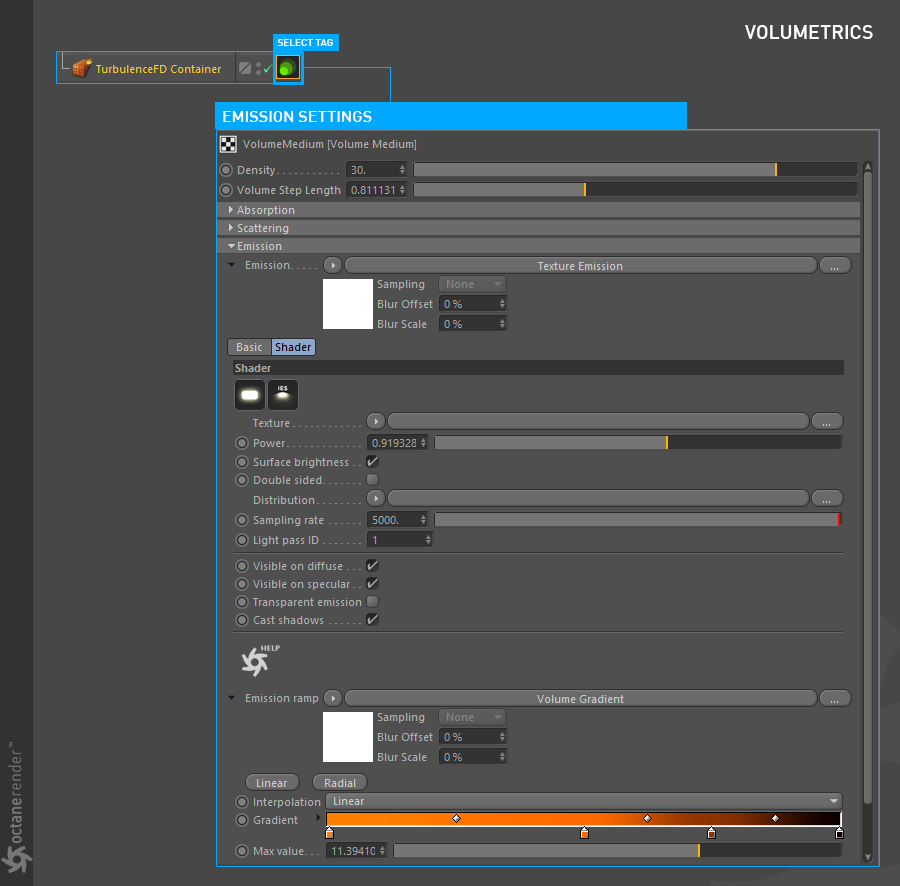 VOLUMETRICS
SELECT TAG
TurbulenceFD Container
EMISSION SETTINGS
VolumeMedium [Volume Medium]
Density . . . . . . . . . . . 30.
Volume Step Length 0.811131
Absorption
Scattering
Emission
Emission. . . . . Texture Emission ...
Sampling None
Blur Offset 0 %
Blur Scale 0 %
Basic Shader
Shader
IES
Texture . . . . . . . . . . . . ...
Power. . . . . . . . . . . . . 0.919328
Surface brightness . .
Double sided. . . . . . .
Distribution. . . . . . . . ...
Sampling rate . . . . . . 5000.
Light pass ID . . . . . . . 1
Visible on diffuse . . .
Visible on specular . .
Transparent emission
Cast shadows . . . . . .
HELP
Emission ramp Volume Gradient ...
Sampling None
Blur Offset 0 %
Blur Scale 0 %
Linear Radial
Interpolation Linear
Gradient
Max value. . . 11.39410
octanerender™